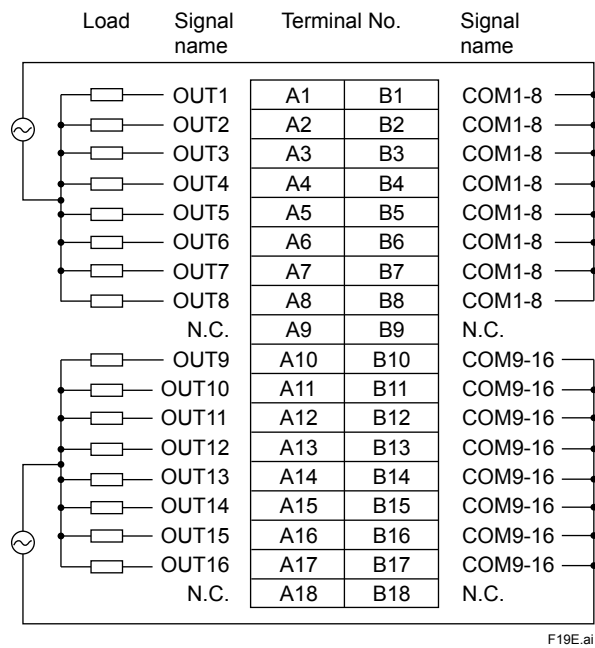 Load Signal name Terminal No. Signal name
OUT1 A1 B1 COM1-8
OUT2 A2 B2 COM1-8
OUT3 A3 B3 COM1-8
OUT4 A4 B4 COM1-8
OUT5 A5 B5 COM1-8
OUT6 A6 B6 COM1-8
OUT7 A7 B7 COM1-8
OUT8 A8 B8 COM1-8
N.C. A9 B9 N.C.
OUT9 A10 B10 COM9-16
OUT10 A11 B11 COM9-16
OUT11 A12 B12 COM9-16
OUT12 A13 B13 COM9-16
OUT13 A14 B14 COM9-16
OUT14 A15 B15 COM9-16
OUT15 A16 B16 COM9-16
OUT16 A17 B17 COM9-16
N.C. A18 B18 N.C.
F19E.ai